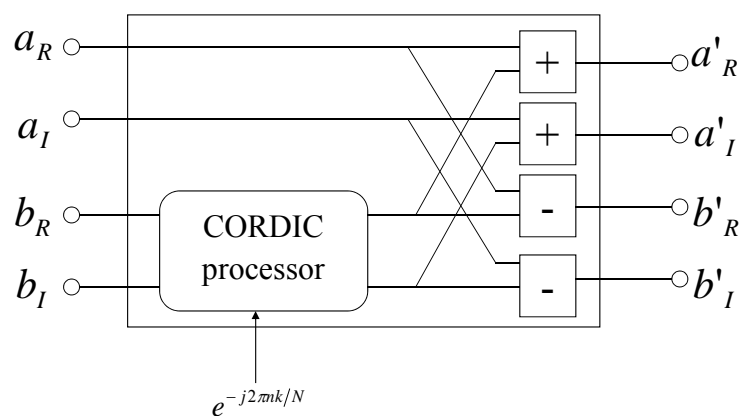 a_R
a_I
b_R
b_I
CORDIC
processor
e^{-j2πnk/N}
+
+
-
-
a'_R
a'_I
b'_R
b'_I